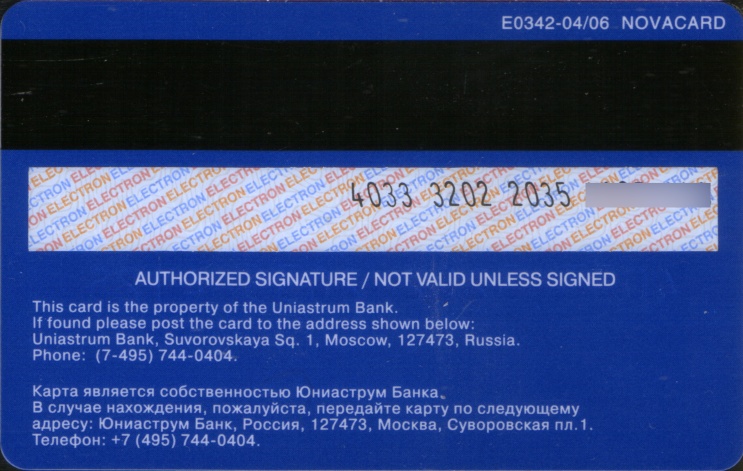 E0342-04/06 NOVACARD
ELECTRON
4033 3202 2035
AUTHORIZED SIGNATURE / NOT VALID UNLESS SIGNED
This card is the property of the Uniastrum Bank.
If found please post the card to the address shown below:
Uniastrum Bank, Suvorovskaya Sq. 1, Moscow, 127473, Russia.
Phone: (7-495) 744-0404.
Карта является собственностью Юниаструм Банка.
В случае нахождения, пожалуйста, передайте карту по следующему
адресу: Юниаструм Банк, Россия, 127473, Москва, Суворовская пл.1.
Телефон: +7 (495) 744-0404.